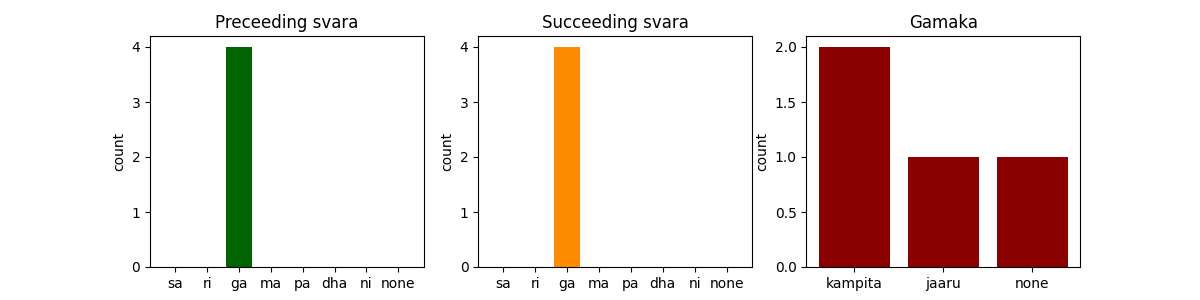 Preceeding svara
count
4
3
2
1
0
sa ri ga ma pa dha ni none
Succeeding svara
count
4
3
2
1
0
sa ri ga ma pa dha ni none
Gamaka
count
2.0
1.5
1.0
0.5
0.0
kampita jaaru none